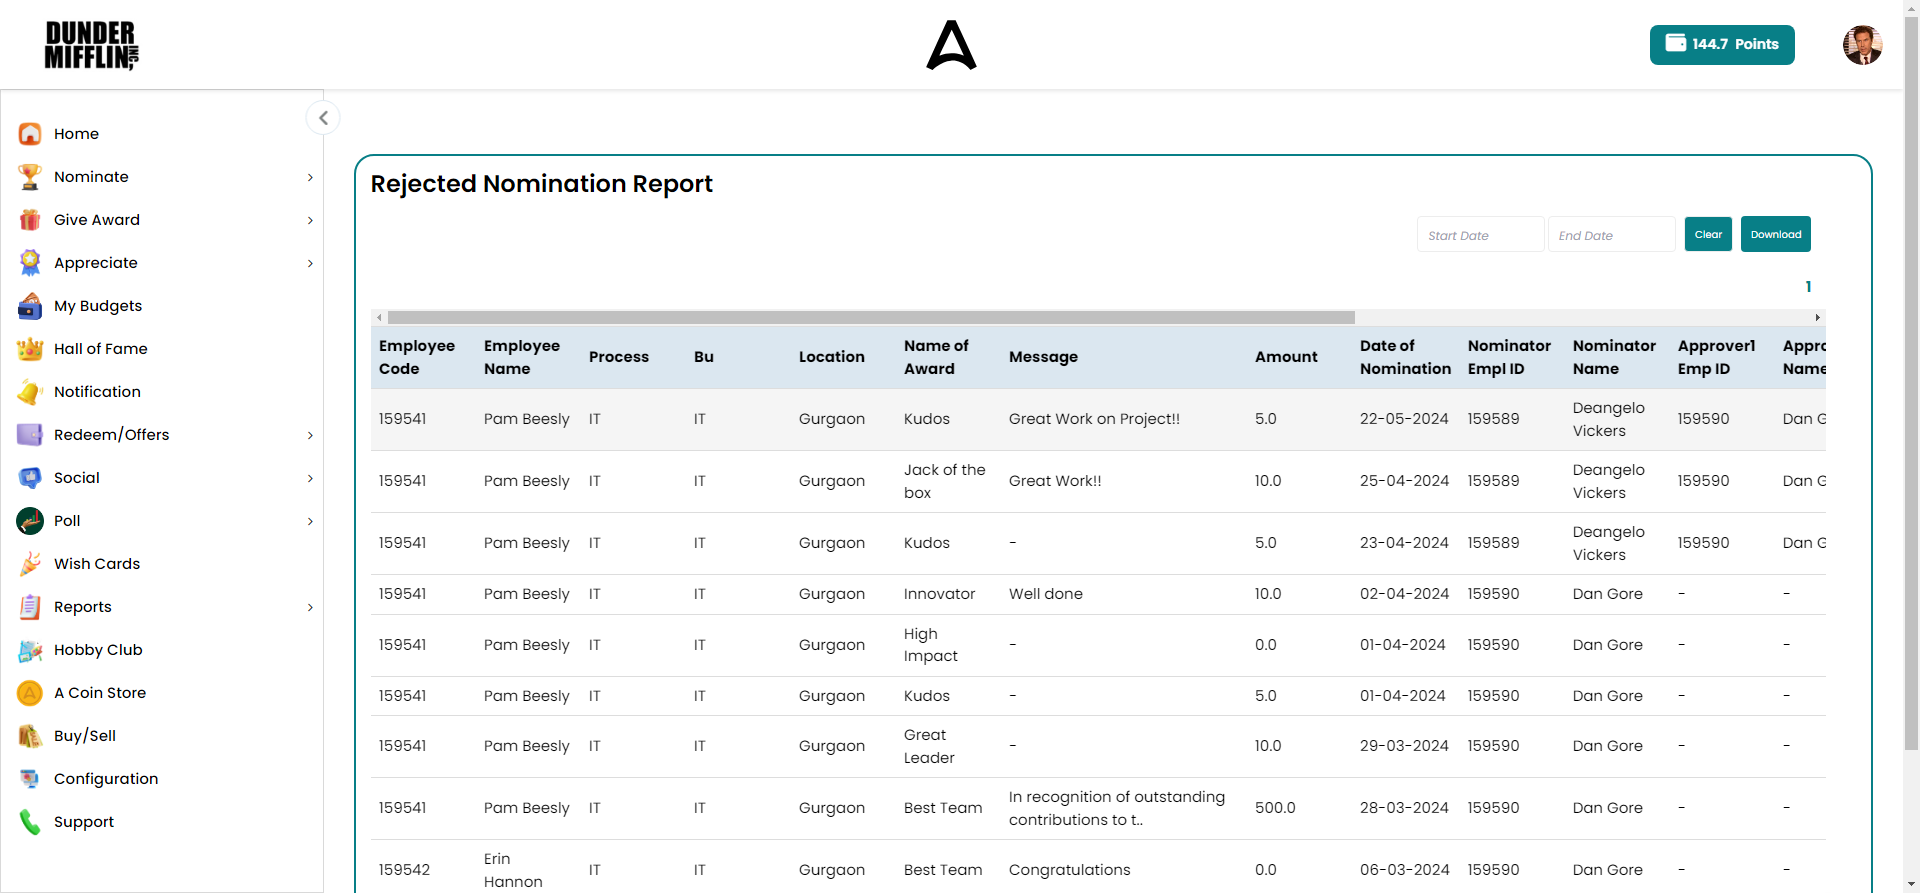 DUNDER
MIFFLIN INC,
144.7 Points
Home
Nominate
Give Award
Appreciate
My Budgets
Hall of Fame
Notification
Redeem/Offers
Social
Poll
Wish Cards
Reports
Hobby Club
A Coin Store
Buy/Sell
Configuration
Support
Rejected Nomination Report
Start Date End Date Clear Download
1
Employee Code Employee Name Process Bu Location Name of Award Message Amount Date of Nomination Nominator Empl ID Nominator Name Approver1 Emp ID Appro Name
159541 Pam Beesly IT IT Gurgaon Kudos Great Work on Project!! 5.0 22-05-2024 159589 Deangelo Vickers 159590 Dan G
159541 Pam Beesly IT IT Gurgaon Jack of the box Great Work!! 10.0 25-04-2024 159589 Deangelo Vickers 159590 Dan G
159541 Pam Beesly IT IT Gurgaon Kudos - 5.0 23-04-2024 159589 Deangelo Vickers 159590 Dan G
159541 Pam Beesly IT IT Gurgaon Innovator Well done 10.0 02-04-2024 159590 Dan Gore - -
159541 Pam Beesly IT IT Gurgaon High Impact - 0.0 01-04-2024 159590 Dan Gore - -
159541 Pam Beesly IT IT Gurgaon Kudos - 5.0 01-04-2024 159590 Dan Gore - -
159541 Pam Beesly IT IT Gurgaon Great Leader - 10.0 29-03-2024 159590 Dan Gore - -
159541 Pam Beesly IT IT Gurgaon Best Team In recognition of outstanding contributions to t.. 500.0 28-03-2024 159590 Dan Gore - -
159542 Erin Hannon IT IT Gurgaon Best Team Congratulations 0.0 06-03-2024 159590 Dan Gore - -